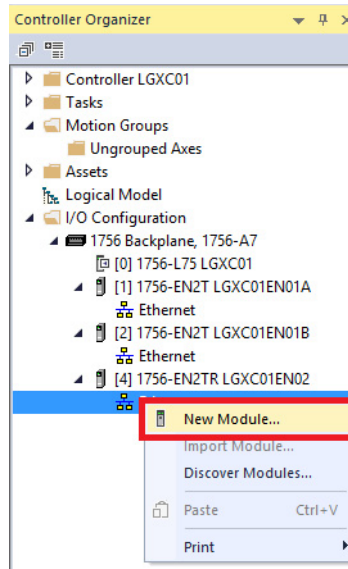 Controller Organizer
Controller LGXC01
Tasks
Motion Groups
Ungrouped Axes
Assets
Logical Model
I/O Configuration
1756 Backplane, 1756-A7
[0] 1756-L75 LGXC01
[1] 1756-EN2T LGXC01EN01A
Ethernet
[2] 1756-EN2T LGXC01EN01B
Ethernet
[4] 1756-EN2TR LGXC01EN02
New Module...
Import Module...
Discover Modules...
Paste Ctrl+V
Print